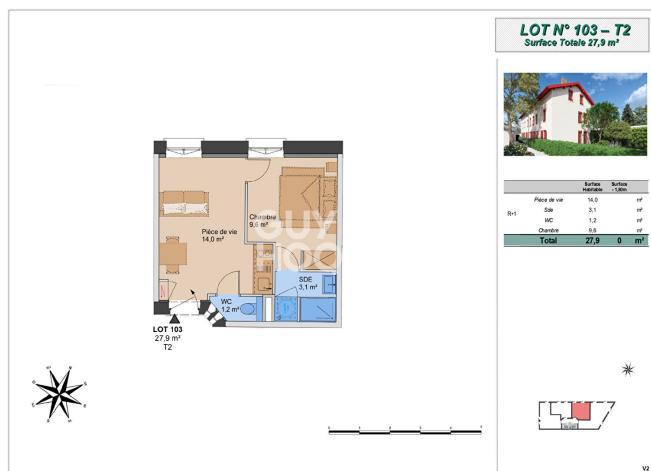 LOT N° 103 – T2
Surface Totale 27,9 m²
Surface Habitable
Surface - 1,80m
Pièce de vie 14,0 m²
R+1
Sde 3,1 m²
WC 1,2 m²
Chambre 9,6 m²
Total 27,9 0 m²
Chambre
9,6 m²
Pièce de vie
14,0 m²
GUY
HOQ
SDE
3,1 m²
WC
1,2 m²
LOT 103
27,9 m²
T2
V2